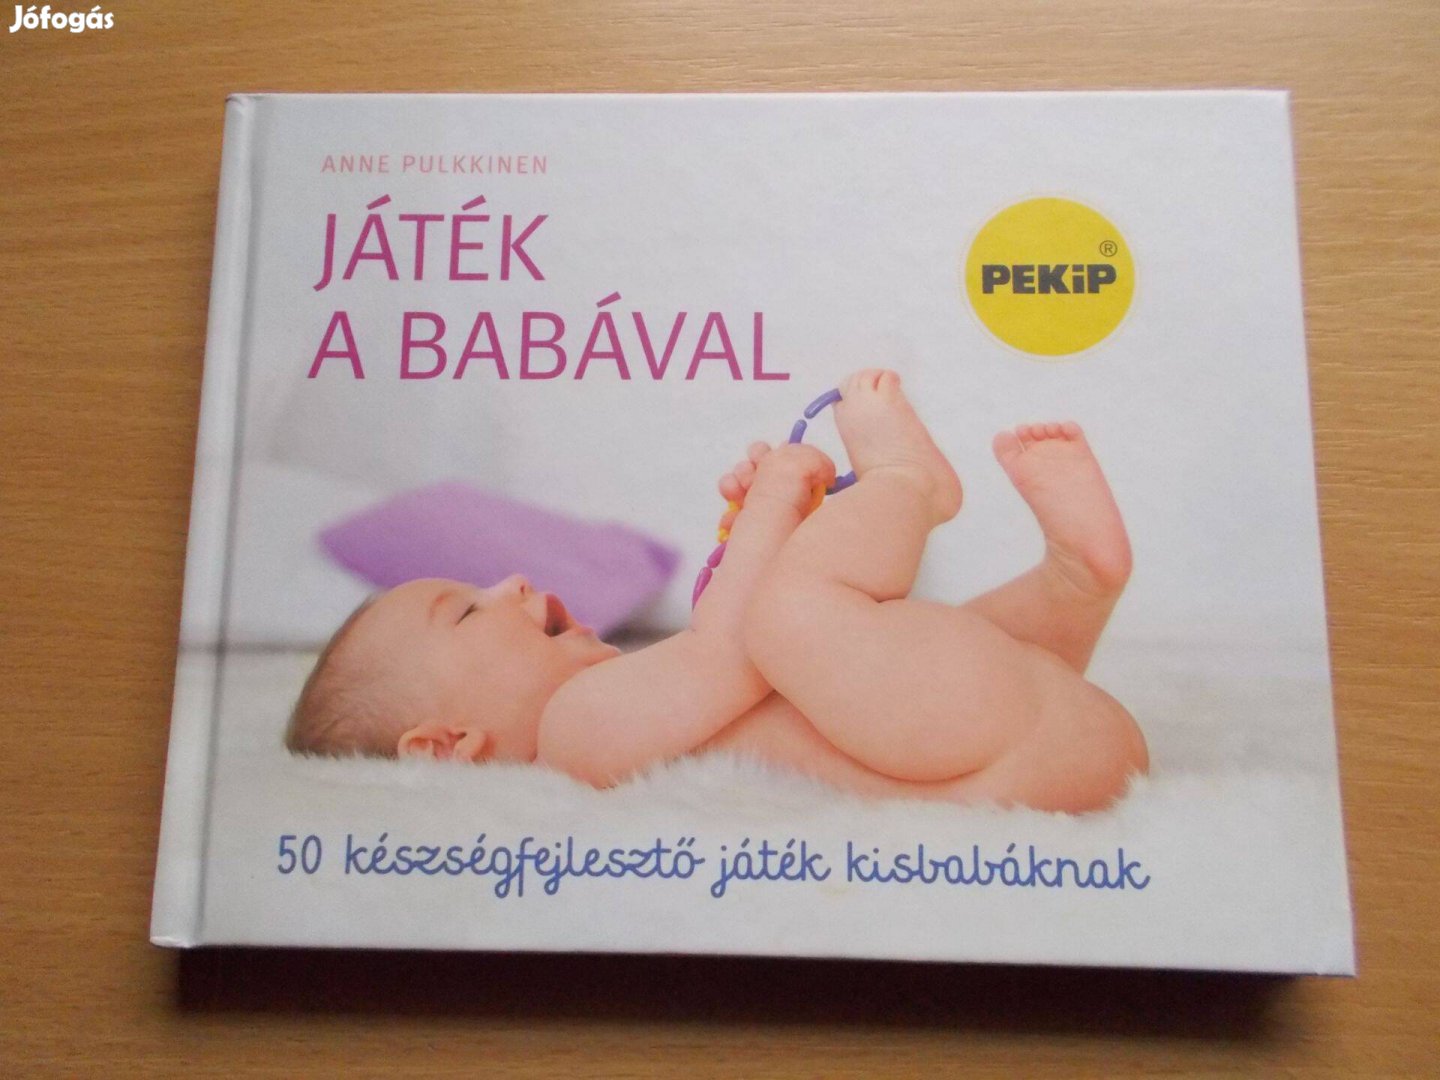 Jófogás
ANNE PULKKINEN
JÁTÉK
A BABÁVAL
PEKiP®
50 készségfejlesztő játék kisbabáknak